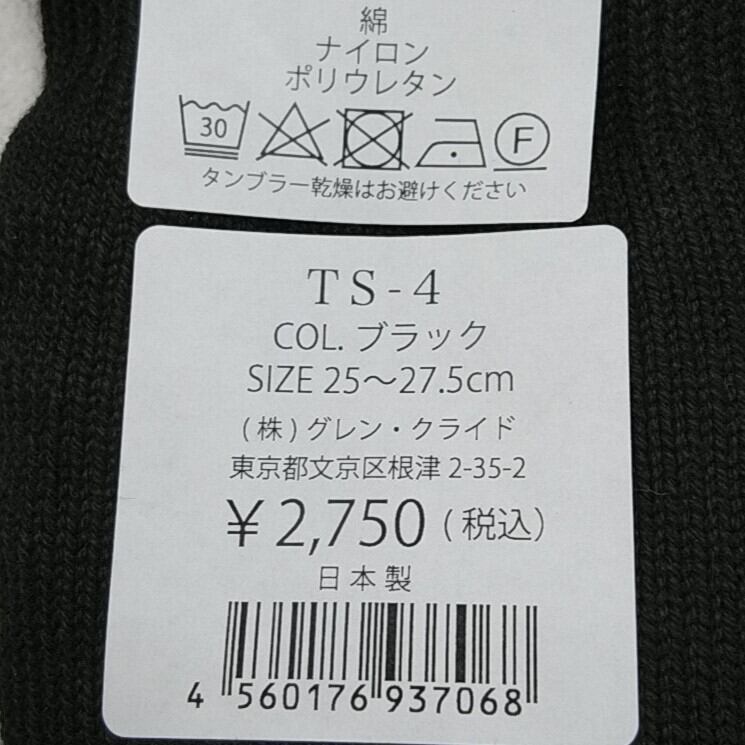 綿
ナイロン
ポリウレタン
30 F
タンブラー乾燥はお避けください
TS-4
COL. ブラック
SIZE 25～27.5cm
(株)グレン・クライド
東京都文京区根津 2-35-2
￥2,750(税込)
日本製
4 560176 937068